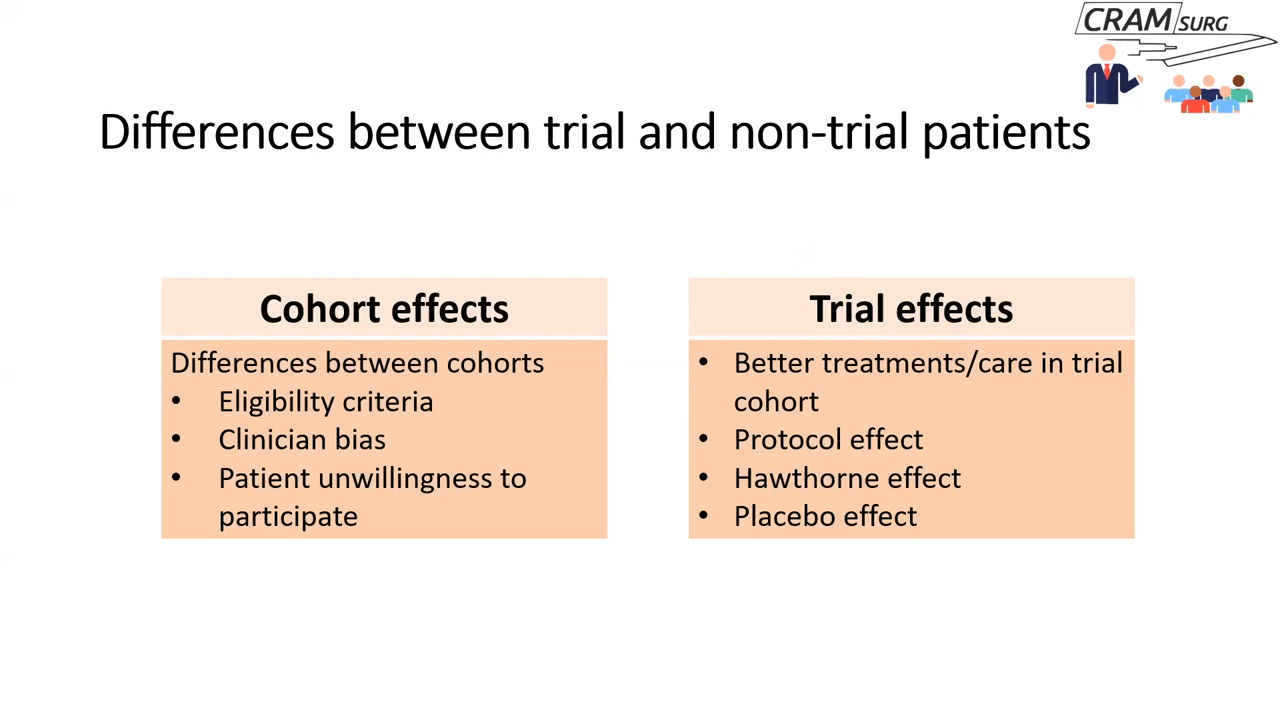 CRAM SURG
Differences between trial and non-trial patients
Cohort effects
Differences between cohorts
• Eligibility criteria
• Clinician bias
• Patient unwillingness to
participate
Trial effects
• Better treatments/care in trial
cohort
• Protocol effect
• Hawthorne effect
• Placebo effect